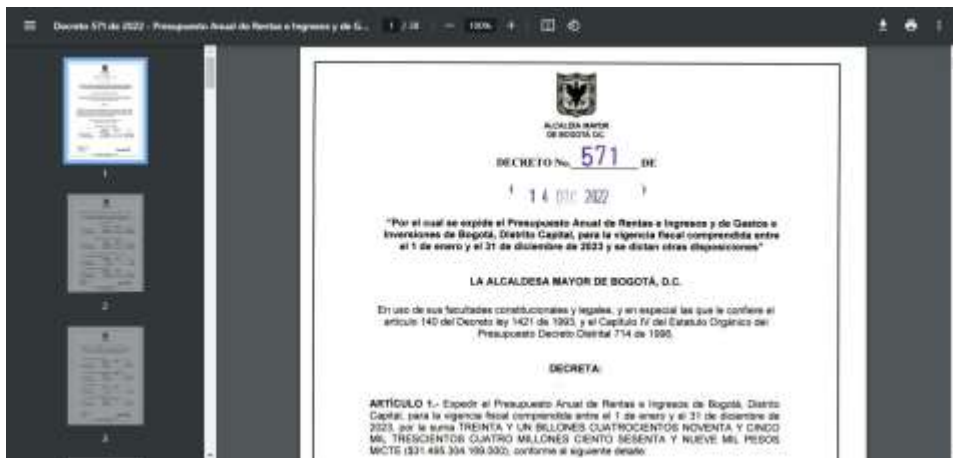 Decreto 571 de 2022 - Presupuesto Anual de Rentas e Ingresos y de G...
1 / 38
100%
1
2
3
ALCALDÍA MAYOR
DE BOGOTÁ D.C.
DECRETO No. 571 DE
14 DIC 2022
"Por el cual se expide el Presupuesto Anual de Rentas e Ingresos y de Gastos e
Inversiones de Bogotá, Distrito Capital, para la vigencia fiscal comprendida entre
el 1 de enero y el 31 de diciembre de 2023 y se dictan otras disposiciones"
LA ALCALDESA MAYOR DE BOGOTÁ, D.C.
En uso de sus facultades constitucionales y legales, y en especial las que le confiere el
artículo 140 del Decreto ley 1421 de 1993, y el Capítulo IV del Estatuto Orgánico del
Presupuesto Decreto Distrital 714 de 1996,
DECRETA:
ARTÍCULO 1.- Expedir el Presupuesto Anual de Rentas e Ingresos de Bogotá, Distrito
Capital, para la vigencia fiscal comprendida entre el 1 de enero y el 31 de diciembre de
2023, por la suma TREINTA Y UN BILLONES CUATROCIENTOS NOVENTA Y CINCO
MIL TRESCIENTOS CUATRO MILLONES CIENTO SESENTA Y NUEVE MIL PESOS
M/CTE ($31.495.304.169.000), conforme al siguiente detalle: